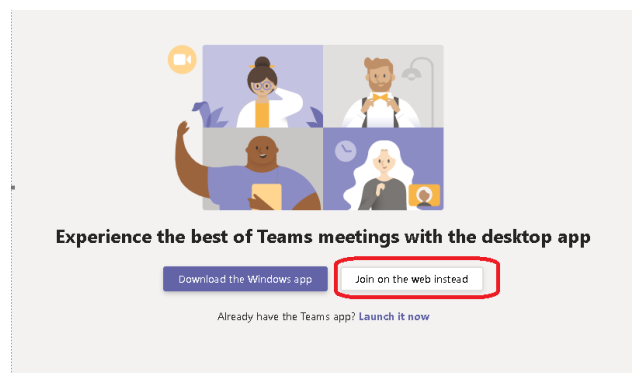 Experience the best of Teams meetings with the desktop app
Download the Windows app
Join on the web instead
Already have the Teams app? Launch it now